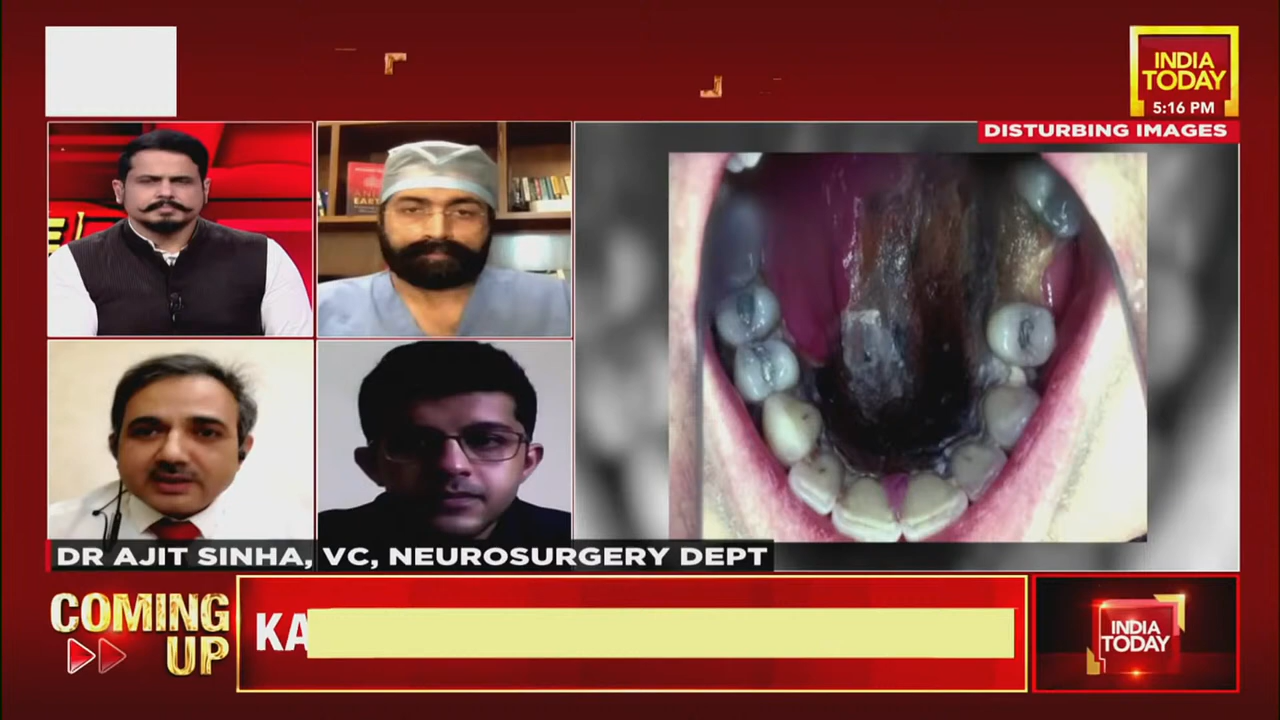 INDIA
TODAY
5:16 PM
DISTURBING IMAGES
DR AJIT SINHA, VC, NEUROSURGERY DEPT
COMING
UP
KA
INDIA
TODAY